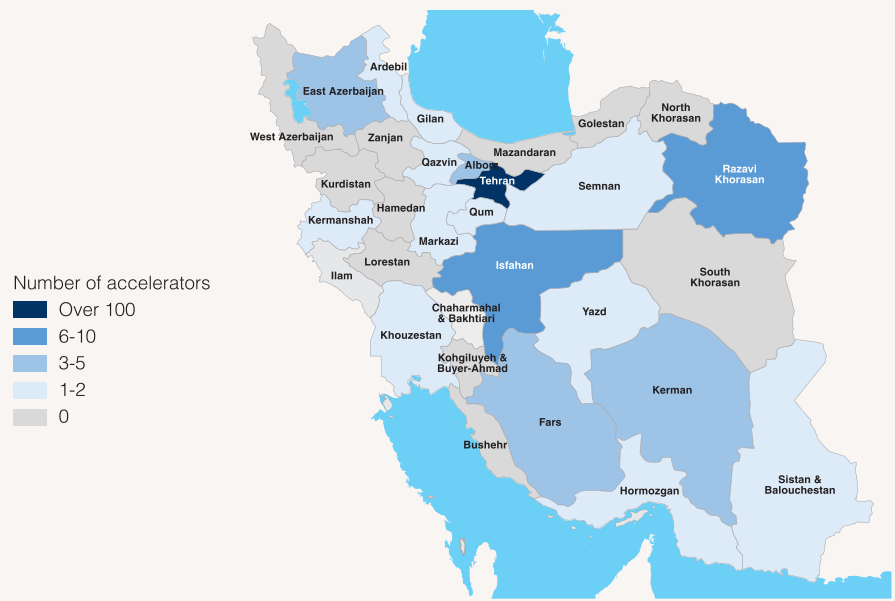 Ardebil
East Azerbaijan
Gilan
West Azerbaijan
Zanjan
Golestan
North
Khorasan
Mazandaran
Qazvin
Albor
Tehran
Razavi
Khorasan
Semnan
Kurdistan
Hamedan
Qum
Kermanshah
Markazi
Lorestan
Isfahan
Ilam
South
Khorasan
Number of accelerators
Over 100
6-10
3-5
1-2
0
Chaharmahal
& Bakhtiari
Yazd
Khouzestan
Kohgiluyeh &
Buyer-Ahmad
Kerman
Fars
Bushehr
Hormozgan
Sistan &
Balouchestan